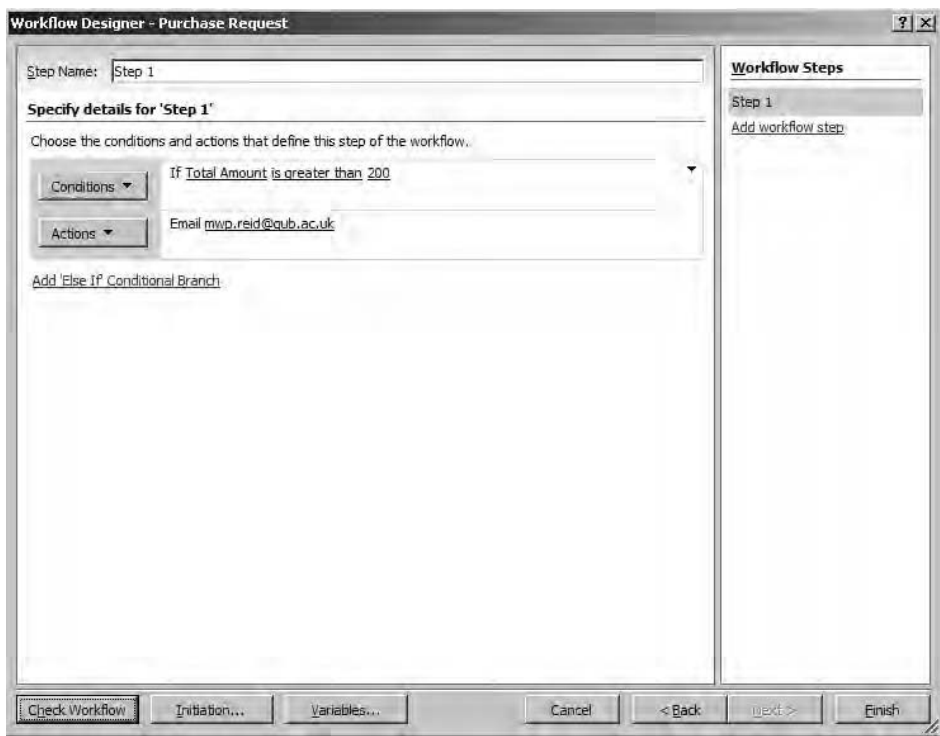 Workflow Designer - Purchase Request
Step Name: Step 1
Specify details for 'Step 1'
Choose the conditions and actions that define this step of the workflow.
Conditions
If Total Amount is greater than 200
Actions
Email mwp.reid@qub.ac.uk
Add 'Else If' Conditional Branch
Workflow Steps
Step 1
Add workflow step
Check Workflow
Initiation...
Variables...
Cancel
< Back
Next >
Finish